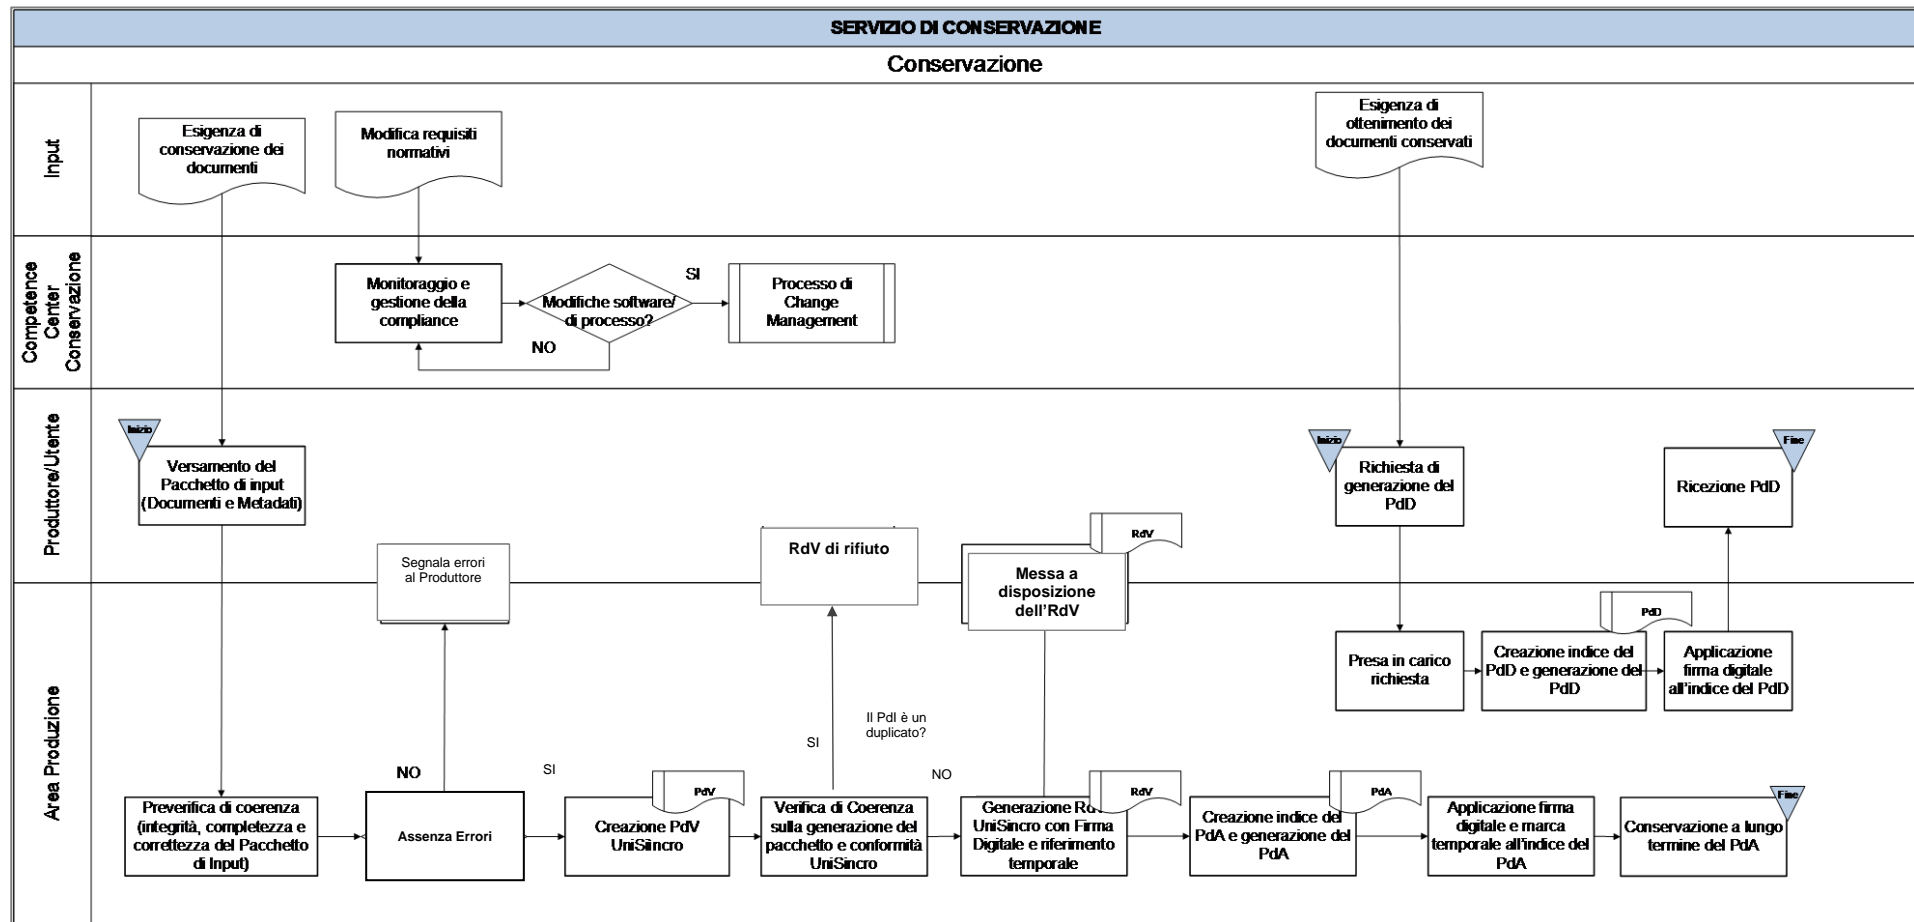 SERVIZIO DI CONSERVAZIONE
Conservazione
Input
Esigenza di
conservazione dei
documenti
Modifica requisiti
normativi
Esigenza di
ottenimento dei
documenti conservati
Competence
Center
Conservazione
Monitoraggio e
gestione della
compliance
Modifiche software/
di processo?
SI
NO
Processo di
Change
Management
Produttore/Utente
Inizio
Versamento del
Pacchetto di input
(Documenti e Metadati)
Segnala errori
al Produttore
RdV di rifiuto
RdV
Messa a
disposizione
dell'RdV
Inizio
Richiesta di
generazione del
PdD
Fine
Ricezione PdD
Area Produzione
Presa in carico
richiesta
PdD
Creazione indice del
PdD e generazione del
PdD
Applicazione
firma digitale
all'indice del PdD
Il PdI è un
duplicato?
SI
NO
NO
SI
Preverifica di coerenza
(integrità, completezza e
correttezza del Pacchetto
di Input)
Assenza Errori
PdV
Creazione PdV
UniSiincro
Verifica di Coerenza
sulla generazione del
pacchetto e conformità
UniSincro
RdV
Generazione
UniSincro con Firma
Digitale e riferimento
temporale
PdA
Creazione indice del
PdA e generazione del
PdA
Applicazione firma
digitale e marca
temporale all'indice del
PdA
Fine
Conservazione a lungo
termine del PdA